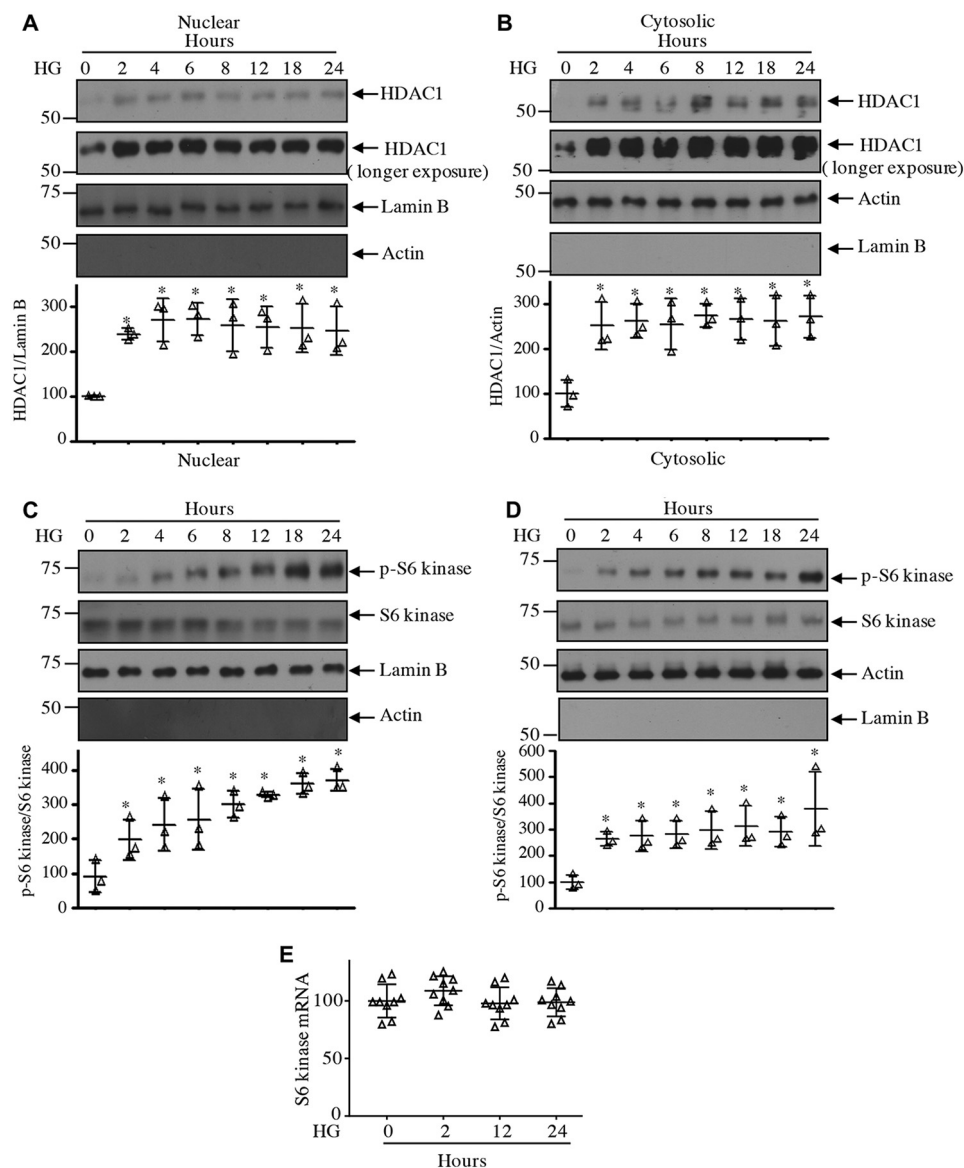 A
Nuclear
Hours
HG 0 2 4 6 8 12 18 24
HDAC1
50
HDAC1
( longer exposure)
50
75
Lamin B
50
Actin
HDAC1/Lamin B
300
200
100
0
* * * * * * *
Nuclear
B
Cytosolic
Hours
HG 0 2 4 6 8 12 18 24
HDAC1
50
HDAC1
(longer exposure)
50
50
Actin
Lamin B
50
HDAC1/Actin
300
200
100
0
* * * * * * *
Cytosolic
C
Hours
HG 0 2 4 6 8 12 18 24
75
p-S6 kinase
75
S6 kinase
75
Lamin B
50
Actin
p-S6 kinase/S6 kinase
400
300
200
100
0
* * * * * * *
D
Hours
HG 0 2 4 6 8 12 18 24
75
p-S6 kinase
75
S6 kinase
50
Actin
Lamin B
50
p-S6 kinase/S6 kinase
600
500
400
300
200
100
0
* * * * * * *
E
S6 kinase mRNA
100
50
0
HG 0 2 12 24
Hours